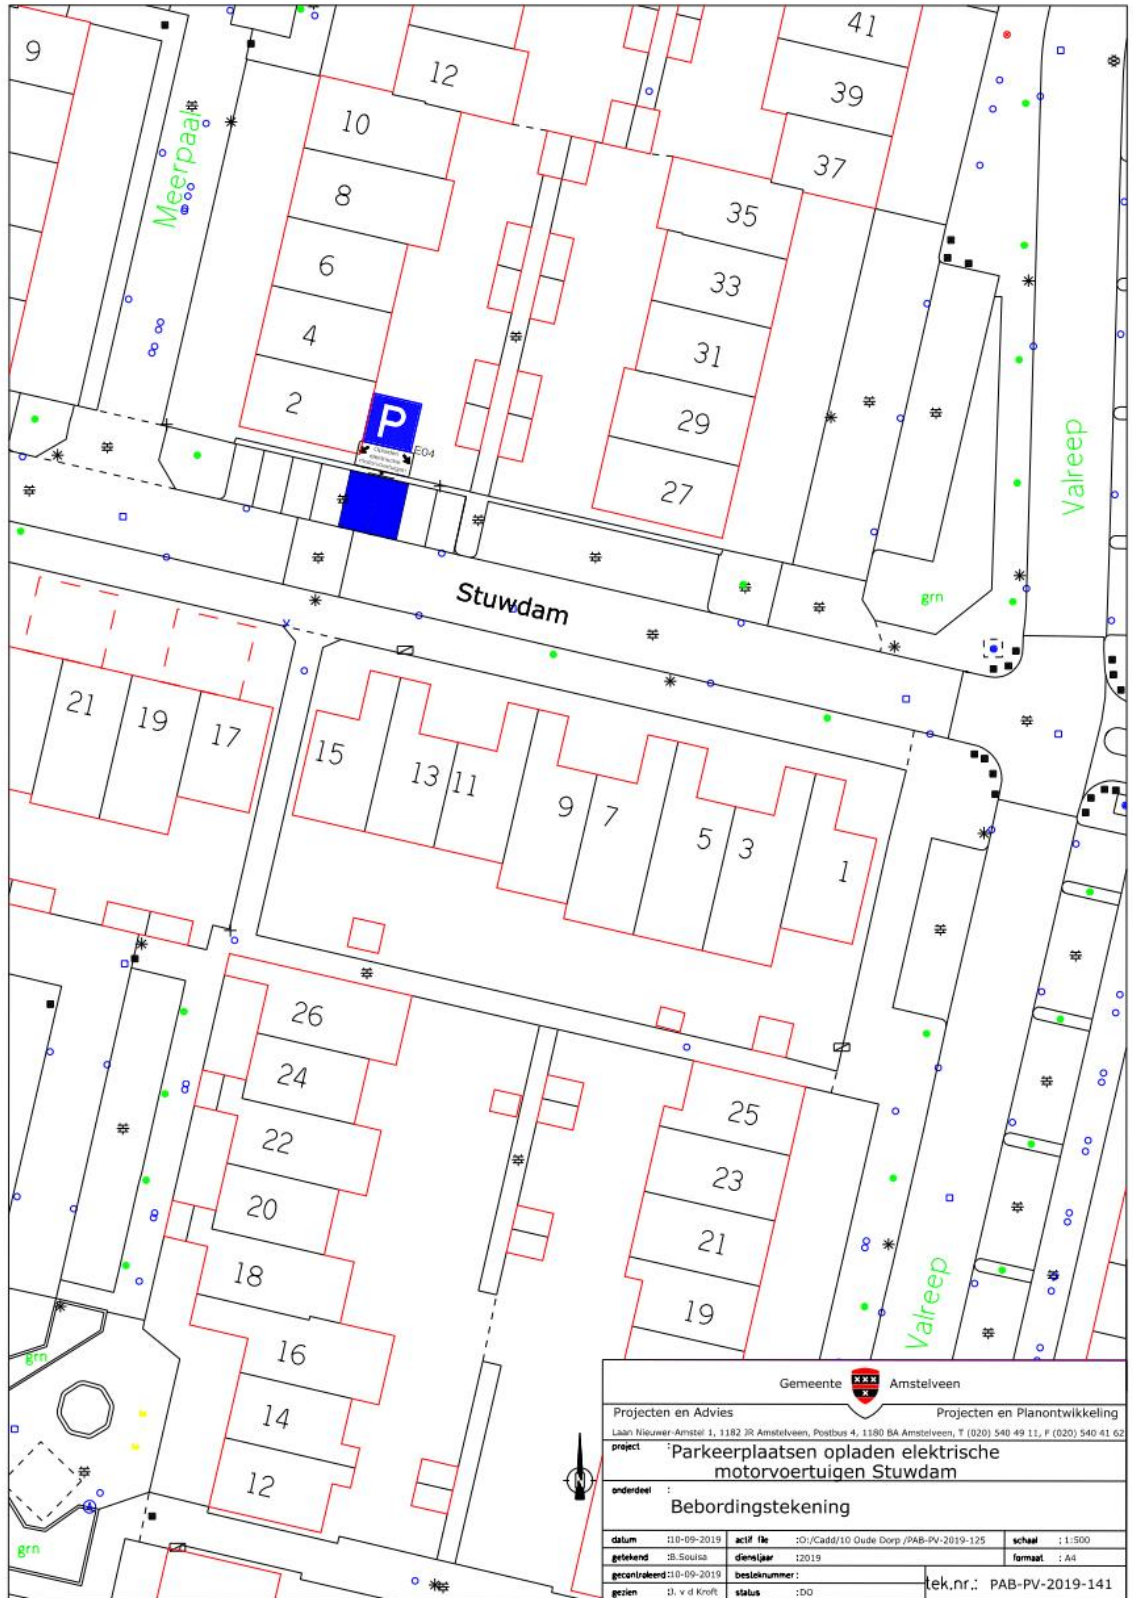 41
9
12
39
10
37
Meerpaal
8
35
6
33
4
31
2
P
29
E04
Opladen
elektrische
motorvoertuigen
Valreep
27
grn
Stuwdam
21
19
17
15
13
11
9
7
5
3
1
26
24
25
22
23
20
21
18
19
Valreep
16
grn
14
12
grn
N
Gemeente Amstelveen
Projecten en Advies Projecten en Planontwikkeling
Laan Nieuwer-Amstel 1, 1182 JR Amstelveen, Postbus 4, 1180 BA Amstelveen, T (020) 540 49 11, F (020) 540 41 62
project : Parkeerplaatsen opladen elektrische
motorvoertuigen Stuwdam
onderdeel :
Bebordingstekening
datum :10-09-2019 actif file :O:/Cadd/10 Oude Dorp /PAB-PV-2019-125 schaal : 1:500
getekend :B.Souisa dienstjaar :2019 formaat : A4
gecontroleerd :10-09-2019 besteknummer : tek.nr.: PAB-PV-2019-141
gezien :J. v d Kroft status :DO